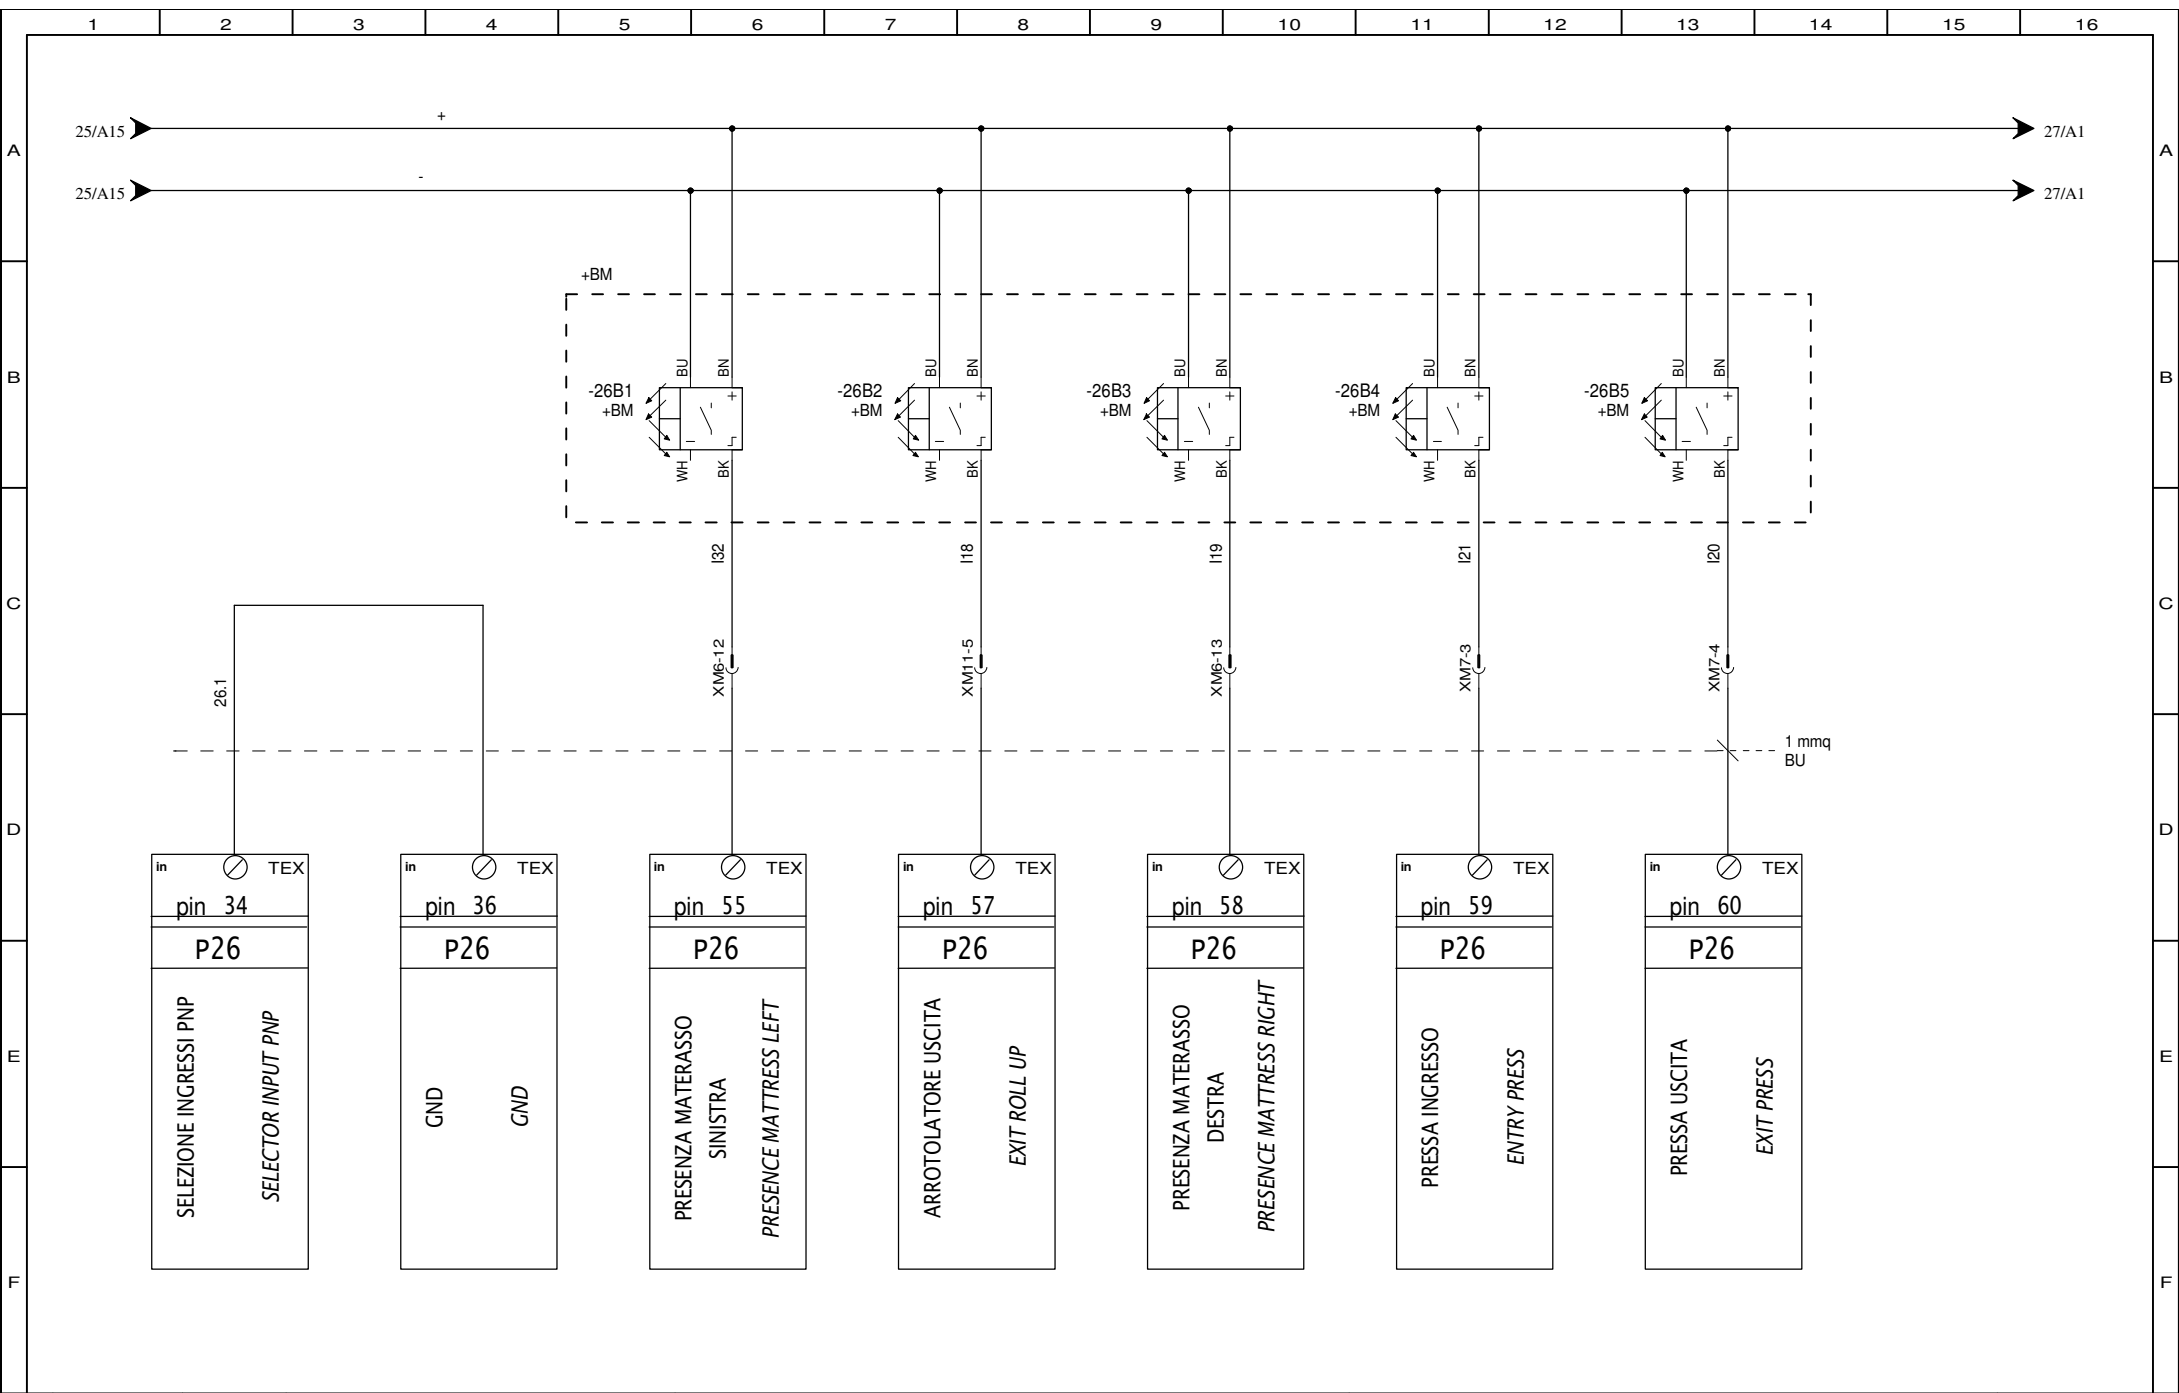 1 2 3 4 5 6 7 8 9 10 11 12 13 14 15 16
A
25/A15 + 27/A1
A
25/A15 - 27/A1
+BM
B
BU BN BU BN BU BN BU BN BU BN
-26B1 -26B2 -26B3 -26B4 -26B5
+BM +BM +BM +BM +BM
B
WH BK WH BK WH BK WH BK WH BK
I32 I18 I19 I21 I20
C C
26.1 XM6-12 XM11-5 XM6-13 XM7-3 XM7-4
1 mmq
BU
D D
in TEX in TEX in TEX in TEX in TEX in TEX in TEX
pin 34 pin 36 pin 55 pin 57 pin 58 pin 59 pin 60
P26 P26 P26 P26 P26 P26 P26
E E
SELEZIONE INGRESSI PNP
SELECTOR INPUT PNP
GND
GND
PRESENZA MATERASSO
SINISTRA
PRESENCE MATTRESS LEFT
ARROTOLATORE USCITA
EXIT ROLL UP
PRESENZA MATERASSO
DESTRA
PRESENCE MATTRESS RIGHT
PRESSA INGRESSO
ENTRY PRESS
PRESSA USCITA
EXIT PRESS
F F